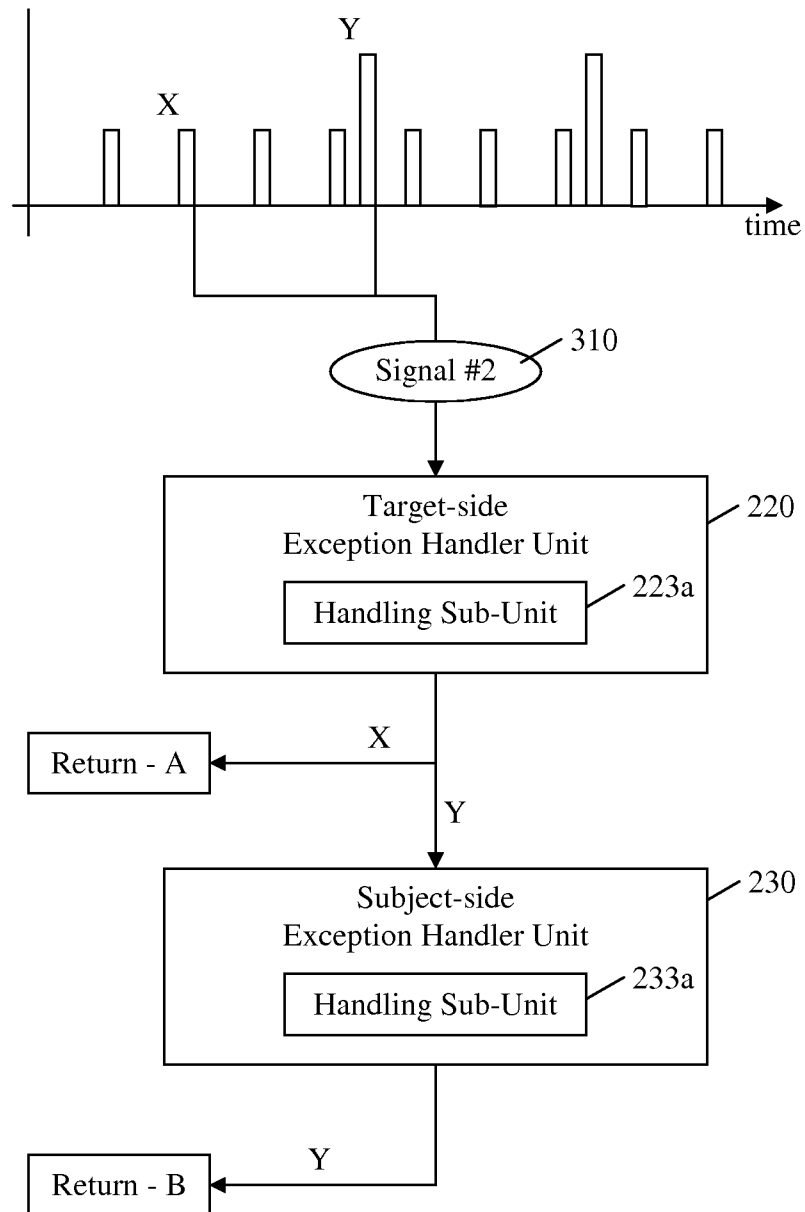 Y
X
time
310
Signal #2
Target-side
Exception Handler Unit
220
223a
Handling Sub-Unit
X
Return - A
Y
230
Subject-side
Exception Handler Unit
233a
Handling Sub-Unit
Y
Return - B